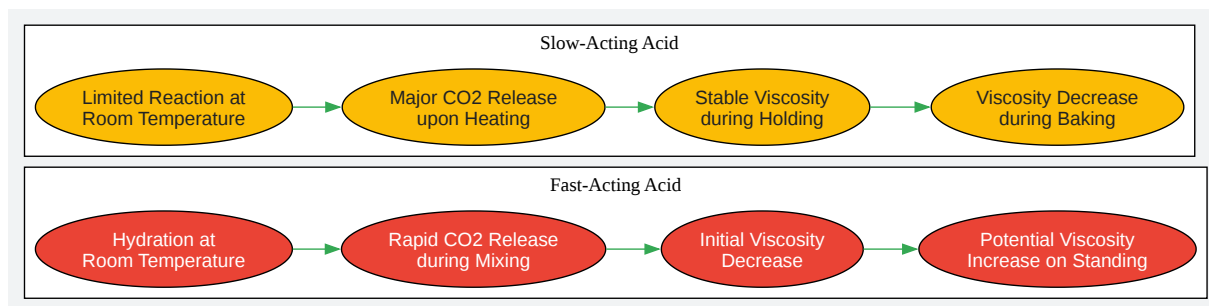 Slow-Acting Acid
Limited Reaction at
Room Temperature
Major CO2 Release
upon Heating
Stable Viscosity
during Holding
Viscosity Decrease
during Baking
Fast-Acting Acid
Hydration at
Room Temperature
Rapid CO2 Release
during Mixing
Initial Viscosity
Decrease
Potential Viscosity
Increase on Standing